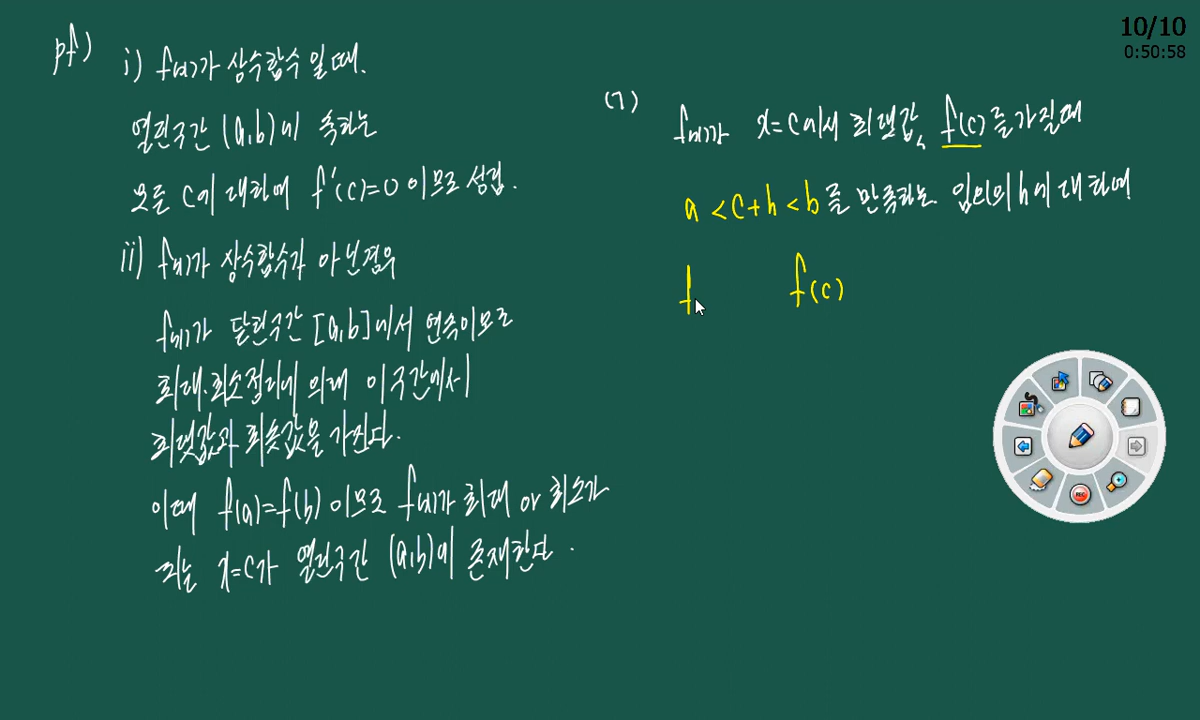 10/10
0:50:58
pf)
i) f(x)가 상수함수 일 때.
열린구간 (a,b)에 속하는
모든 c에 대하여 f'(c)=0 이므로 성립.
ii) f(x)가 상수함수가 아닌경우
f(x)가 닫힌구간 [a,b]에서 연속이므로
최대.최소정리에 의해 이 구간에서
최댓값과 최솟값을 가진다.
이때 f(a)=f(b) 이므로 f(x)가 최대 or 최소가
되는 x=c가 열린구간 (a,b)에 존재한다.
(ㄱ)
f(x)가 x=c에서 최댓값 f(c)를가질때
a <c+h <b를 만족하는 임의의 h에 대하여
f f(c)
REC